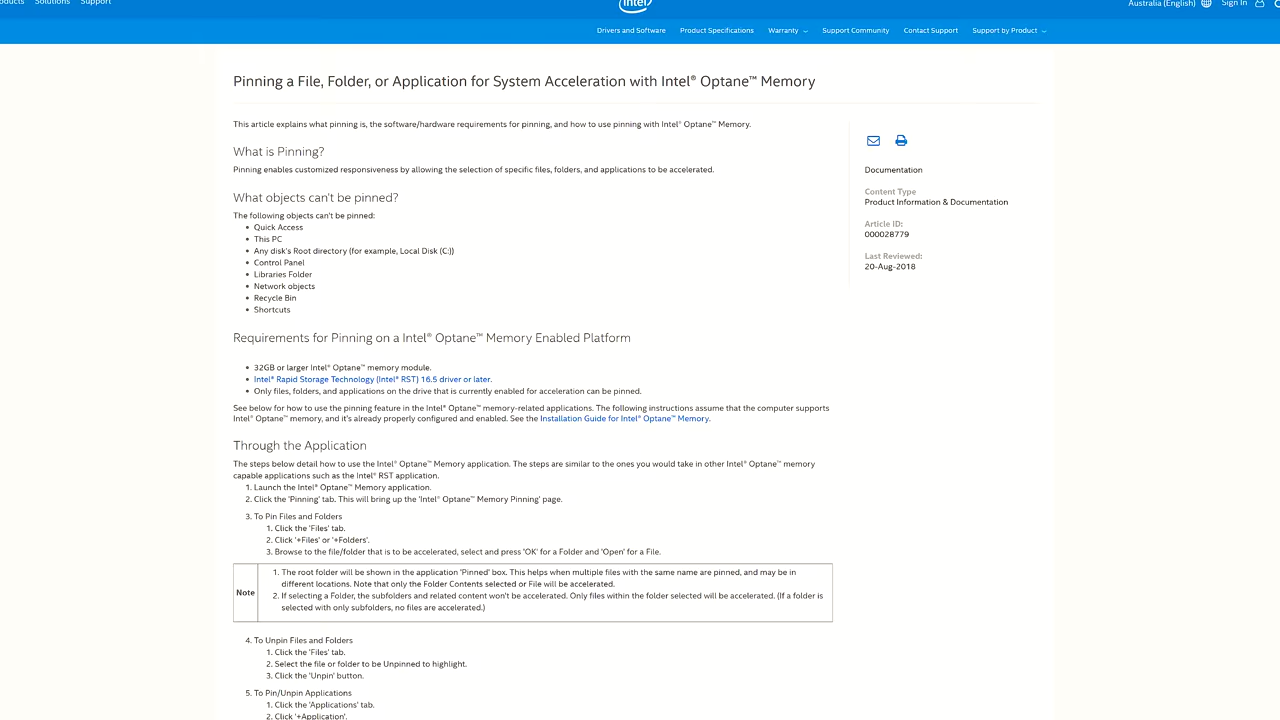 oducts Solutions Support
intel
Australia (English) Sign In
Drivers and Software Product Specifications Warranty Support Community Contact Support Support by Product
Pinning a File, Folder, or Application for System Acceleration with Intel® Optane™ Memory
This article explains what pinning is, the software/hardware requirements for pinning, and how to use pinning with Intel® Optane™ Memory.
What is Pinning?
Pinning enables customized responsiveness by allowing the selection of specific files, folders, and applications to be accelerated.
What objects can't be pinned?
The following objects can't be pinned:
• Quick Access
• This PC
• Any disk's Root directory (for example, Local Disk (C:))
• Control Panel
• Libraries Folder
• Network objects
• Recycle Bin
• Shortcuts
Requirements for Pinning on a Intel® Optane™ Memory Enabled Platform
• 32GB or larger Intel® Optane™ memory module.
• Intel® Rapid Storage Technology (Intel® RST) 16.5 driver or later.
• Only files, folders, and applications on the drive that is currently enabled for acceleration can be pinned.
See below for how to use the pinning feature in the Intel® Optane™ memory-related applications. The following instructions assume that the computer supports
Intel® Optane™ memory, and it's already properly configured and enabled. See the Installation Guide for Intel® Optane™ Memory.
Through the Application
The steps below detail how to use the Intel® Optane™ Memory application. The steps are similar to the ones you would take in other Intel® Optane™ memory
capable applications such as the Intel® RST application.
1. Launch the Intel® Optane™ Memory application.
2. Click the 'Pinning' tab. This will bring up the 'Intel® Optane™ Memory Pinning' page.
3. To Pin Files and Folders
1. Click the 'Files' tab.
2. Click '+Files' or '+Folders'.
3. Browse to the file/folder that is to be accelerated, select and press 'OK' for a Folder and 'Open' for a File.
Note
1. The root folder will be shown in the application 'Pinned' box. This helps when multiple files with the same name are pinned, and may be in
different locations. Note that only the Folder Contents selected or File will be accelerated.
2. If selecting a Folder, the subfolders and related content won't be accelerated. Only files within the folder selected will be accelerated. (If a folder is
selected with only subfolders, no files are accelerated.)
4. To Unpin Files and Folders
1. Click the 'Files' tab.
2. Select the file or folder to be Unpinned to highlight.
3. Click the 'Unpin' button.
5. To Pin/Unpin Applications
1. Click the 'Applications' tab.
2. Click '+Application'.
Documentation
Content Type
Product Information & Documentation
Article ID:
000028779
Last Reviewed:
20-Aug-2018